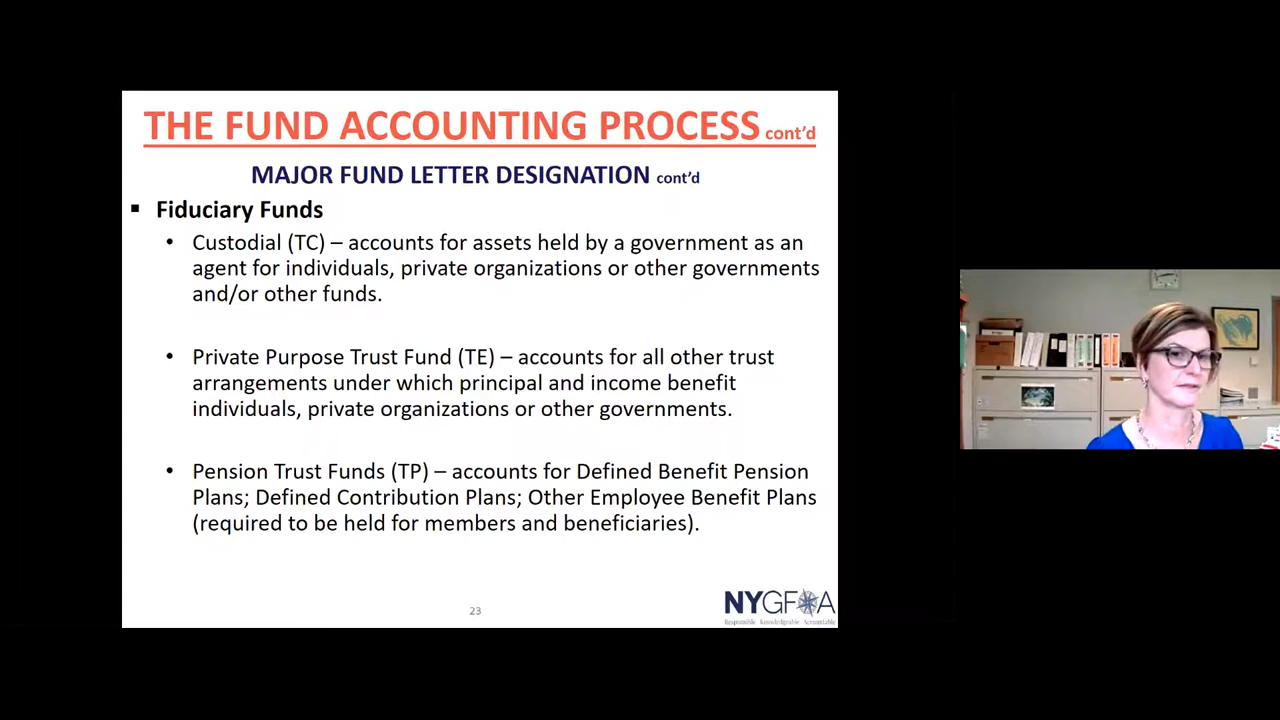 THE FUND ACCOUNTING PROCESS cont’d
MAJOR FUND LETTER DESIGNATION cont’d
▪ Fiduciary Funds
• Custodial (TC) – accounts for assets held by a government as an
agent for individuals, private organizations or other governments
and/or other funds.
• Private Purpose Trust Fund (TE) – accounts for all other trust
arrangements under which principal and income benefit
individuals, private organizations or other governments.
• Pension Trust Funds (TP) – accounts for Defined Benefit Pension
Plans; Defined Contribution Plans; Other Employee Benefit Plans
(required to be held for members and beneficiaries).
23
NYGFOA
Responsible Knowledgeable Accountable